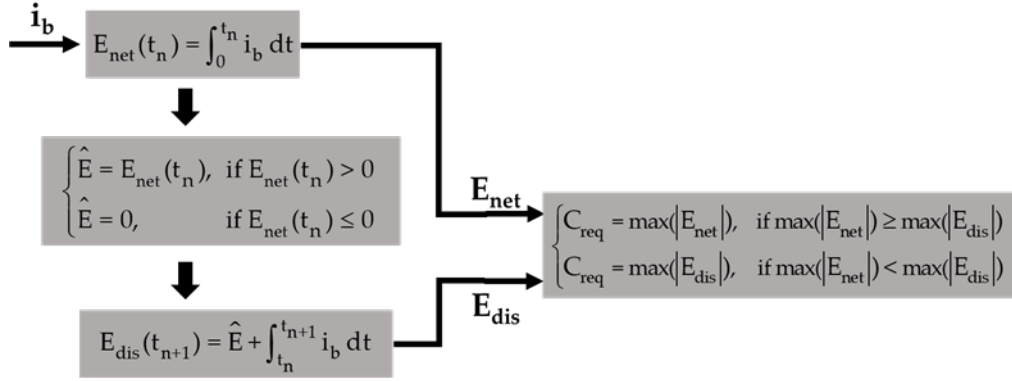 i_b
E_net(t_n) = ∫_0^{t_n} i_b dt
{ Ê = E_net(t_n), if E_net(t_n) > 0
Ê = 0, if E_net(t_n) ≤ 0
E_net
{ C_req = max(|E_net|), if max(|E_net|) ≥ max(|E_dis|)
C_req = max(|E_dis|), if max(|E_net|) < max(|E_dis|)
E_dis
E_dis(t_{n+1}) = Ê + ∫_{t_n}^{t_{n+1}} i_b dt